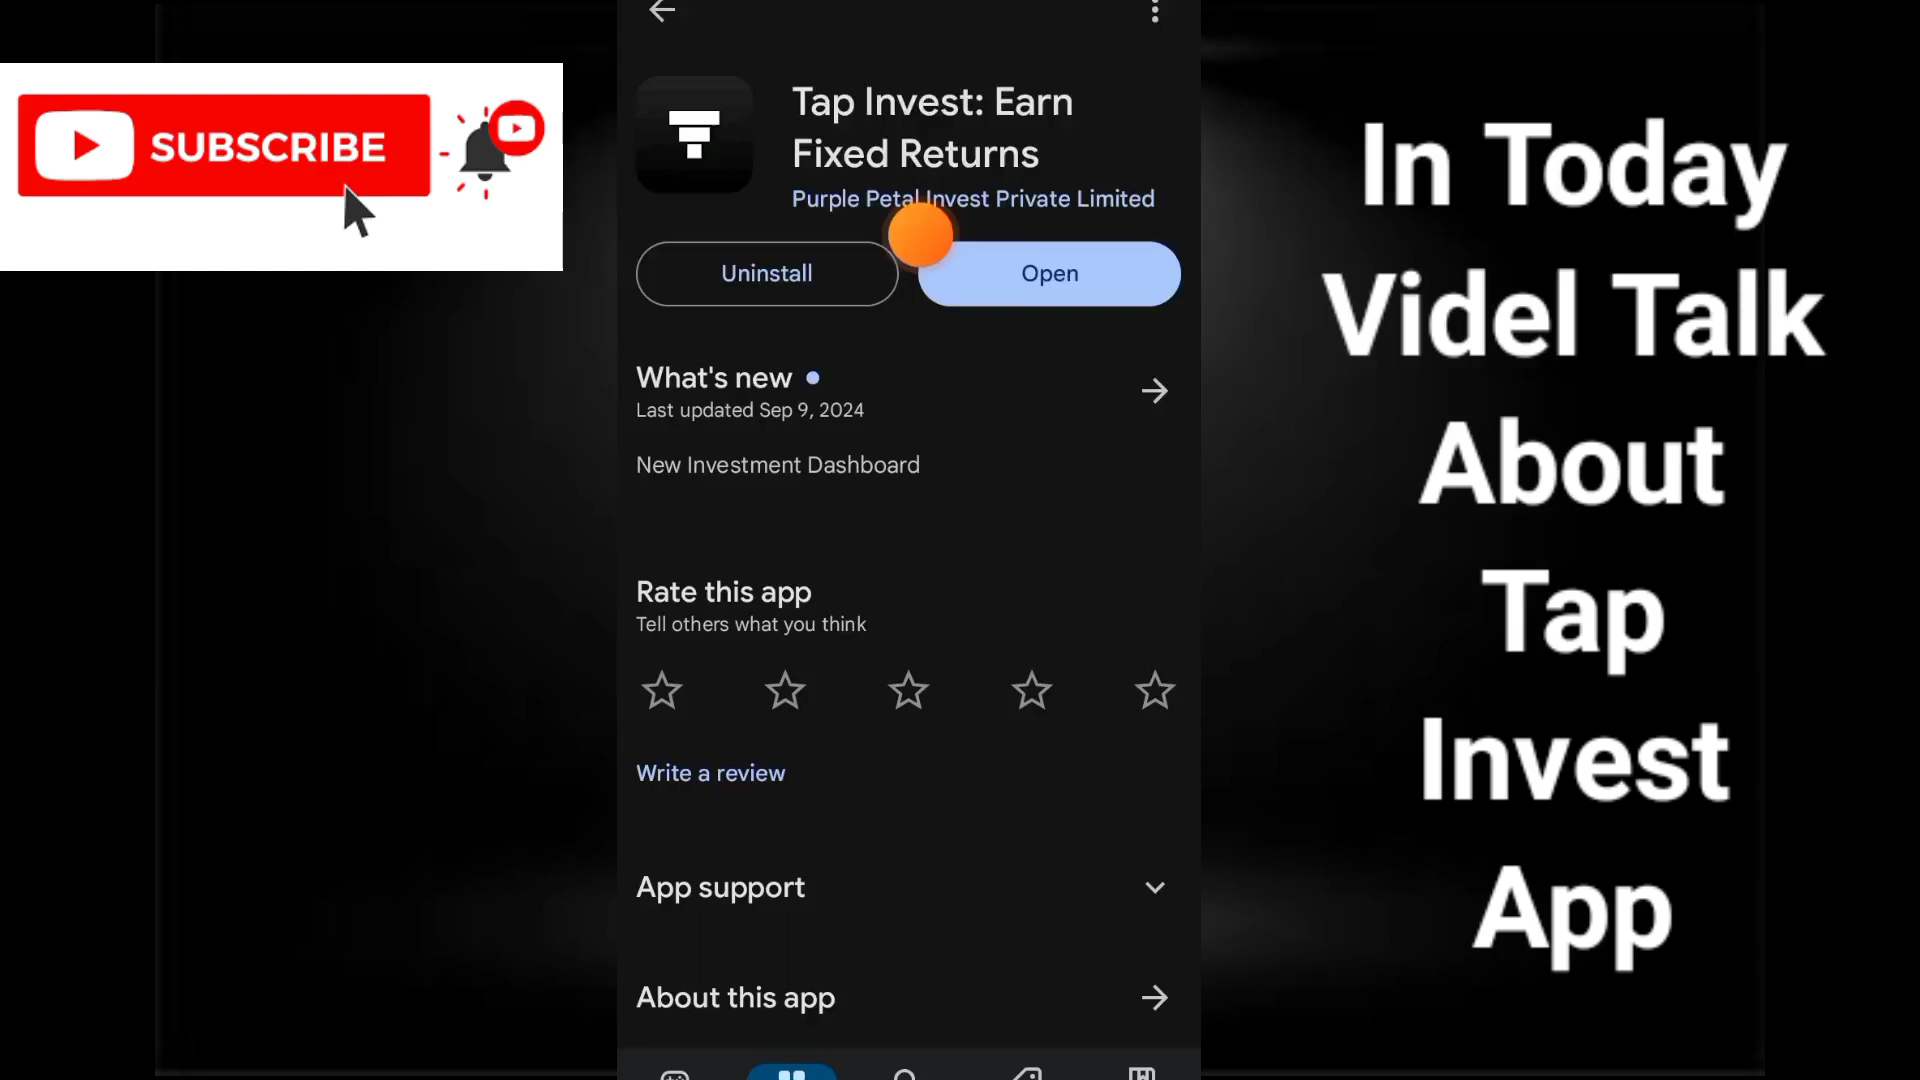 SUBSCRIBE
Tap Invest: Earn
Fixed Returns
Purple Petal Invest Private Limited
Uninstall
Open
What's new
Last updated Sep 9, 2024
New Investment Dashboard
Rate this app
Tell others what you think
Write a review
App support
About this app
In Today
Videl Talk
About
Tap
Invest
App